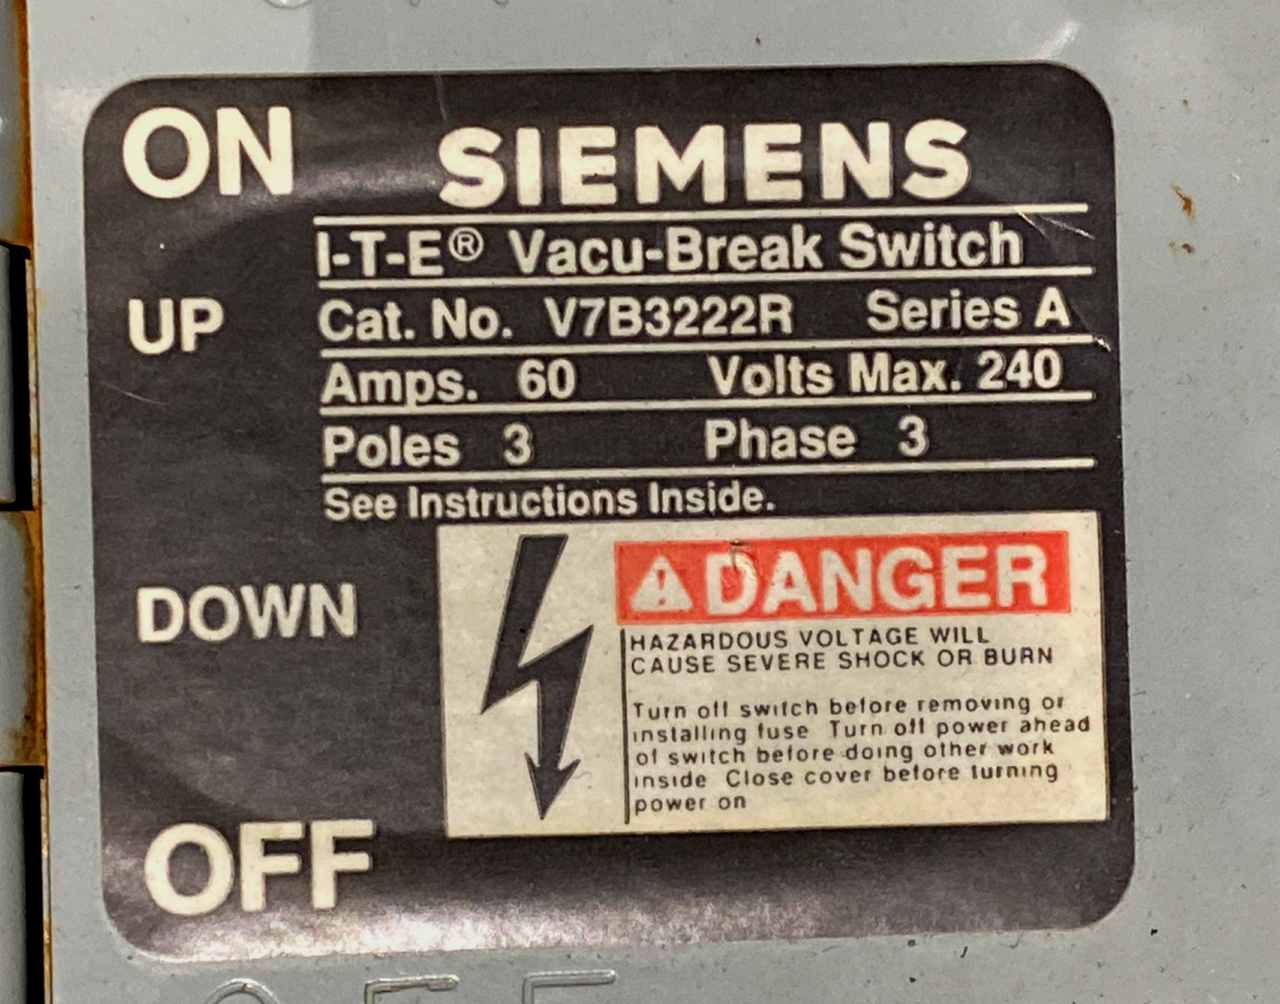 ON
SIEMENS
I-T-E® Vacu-Break Switch
UP
Cat. No. V7B3222R Series A
Amps. 60 Volts Max. 240
Poles 3 Phase 3
See Instructions Inside.
DOWN
DANGER
HAZARDOUS VOLTAGE WILL
CAUSE SEVERE SHOCK OR BURN
Turn off switch before removing or
installing fuse Turn off power ahead
of switch before doing other work
inside Close cover before turning
power on
OFF
OFF